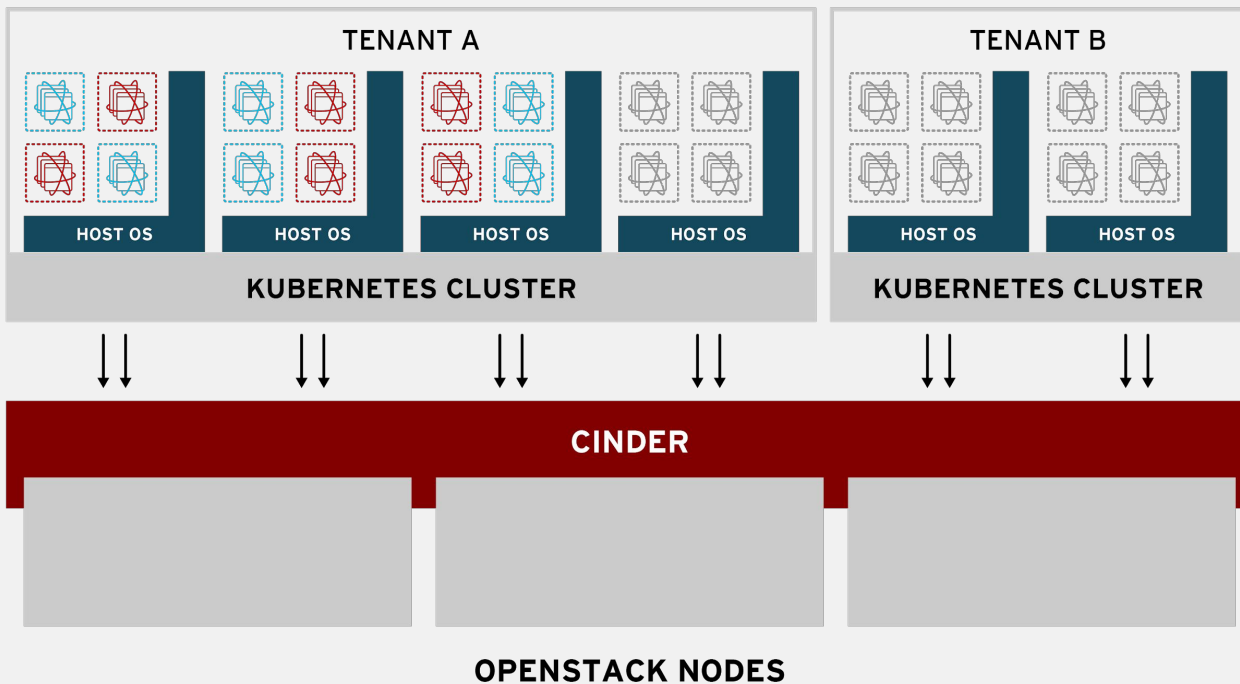 TENANT A
TENANT B
HOST OS
HOST OS
HOST OS
HOST OS
HOST OS
HOST OS
KUBERNETES CLUSTER
KUBERNETES CLUSTER
CINDER
OPENSTACK NODES